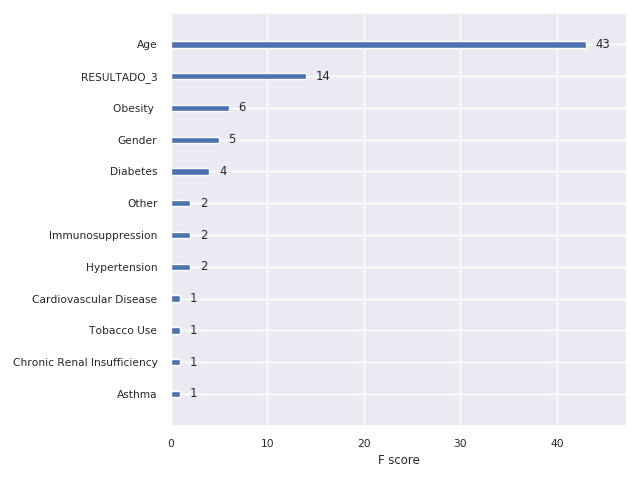 Age 43
RESULTADO_3 14
Obesity 6
Gender 5
Diabetes 4
Other 2
Immunosuppression 2
Hypertension 2
Cardiovascular Disease 1
Tobacco Use 1
Chronic Renal Insufficiency 1
Asthma 1
0 10 20 30 40
F score